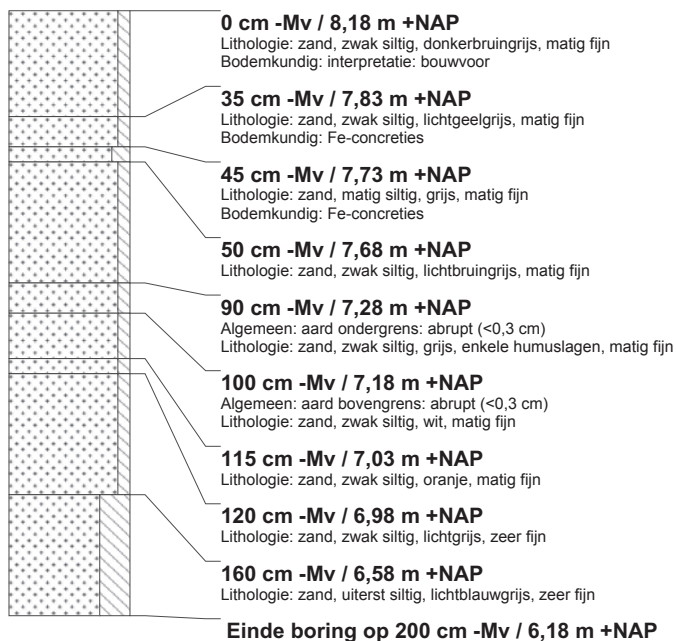 0 cm -Mv / 8,18 m +NAP
Lithologie: zand, zwak siltig, donkerbruingrijs, matig fijn
Bodemkundig: interpretatie: bouwvoor
35 cm -Mv / 7,83 m +NAP
Lithologie: zand, zwak siltig, lichtgeelgrijs, matig fijn
Bodemkundig: Fe-concreties
45 cm -Mv / 7,73 m +NAP
Lithologie: zand, matig siltig, grijs, matig fijn
Bodemkundig: Fe-concreties
50 cm -Mv / 7,68 m +NAP
Lithologie: zand, zwak siltig, lichtbruingrijs, matig fijn
90 cm -Mv / 7,28 m +NAP
Algemeen: aard ondergrens: abrupt (<0,3 cm)
Lithologie: zand, zwak siltig, grijs, enkele humuslagen, matig fijn
100 cm -Mv / 7,18 m +NAP
Algemeen: aard bovengrens: abrupt (<0,3 cm)
Lithologie: zand, zwak siltig, wit, matig fijn
115 cm -Mv / 7,03 m +NAP
Lithologie: zand, zwak siltig, oranje, matig fijn
120 cm -Mv / 6,98 m +NAP
Lithologie: zand, zwak siltig, lichtgrijs, zeer fijn
160 cm -Mv / 6,58 m +NAP
Lithologie: zand, uiterst siltig, lichtblauwgrijs, zeer fijn
Einde boring op 200 cm -Mv / 6,18 m +NAP